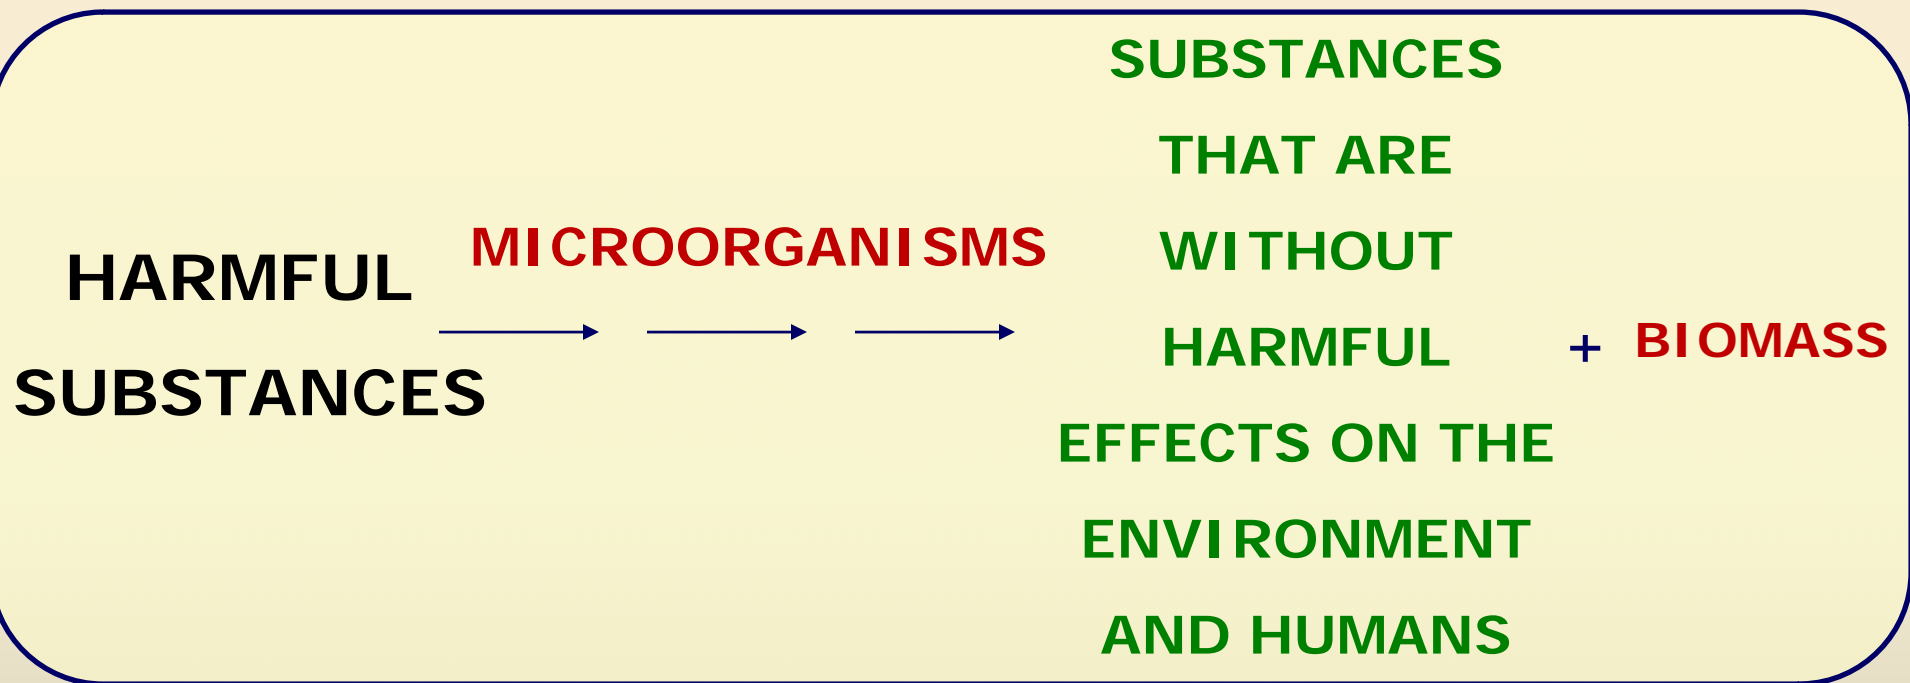 HARMFUL
SUBSTANCES
MICROORGANISMS
SUBSTANCES
THAT ARE
WITHOUT
HARMFUL
EFFECTS ON THE
ENVIRONMENT
AND HUMANS
+
BIOMASS